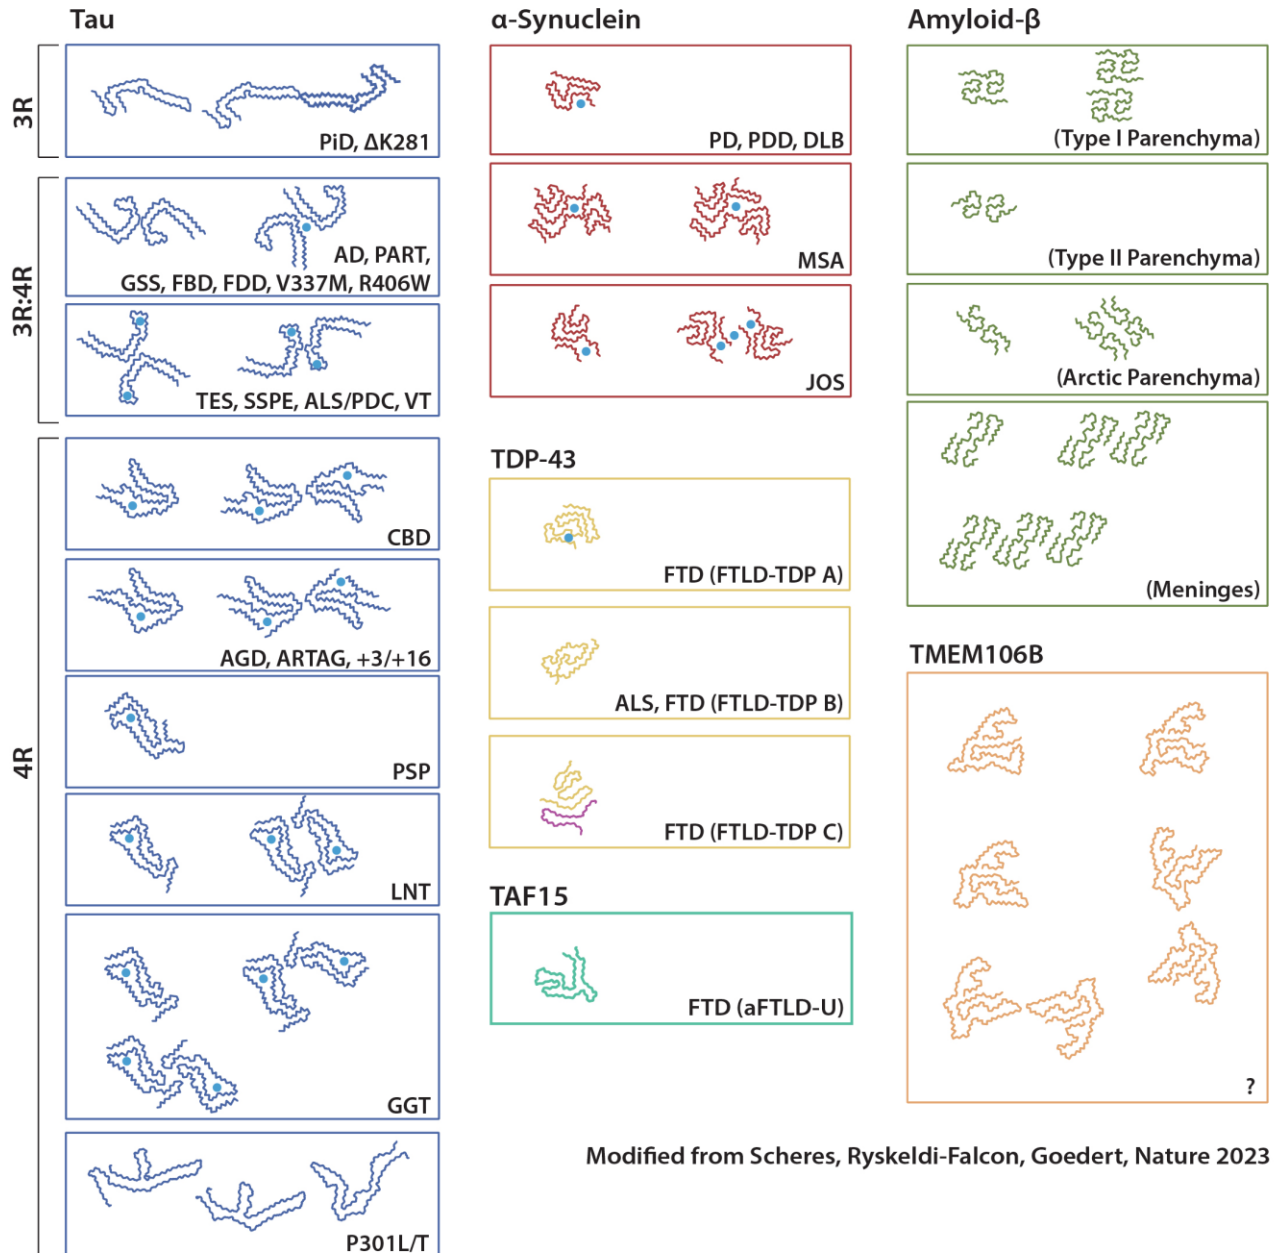 Tau
3R
PiD, ΔK281
3R:4R
AD, PART,
GSS, FBD, FDD, V337M, R406W
TES, SSPE, ALS/PDC, VT
4R
CBD
AGD, ARTAG, +3/+16
PSP
LNT
GGT
P301L/T
α-Synuclein
PD, PDD, DLB
MSA
JOS
TDP-43
FTD (FTLD-TDP A)
ALS, FTD (FTLD-TDP B)
FTD (FTLD-TDP C)
TAF15
FTD (aFTLD-U)
Amyloid-β
(Type I Parenchyma)
(Type II Parenchyma)
(Arctic Parenchyma)
(Meninges)
TMEM106B
?
Modified from Scheres, Ryskeldi-Falcon, Goedert, Nature 2023